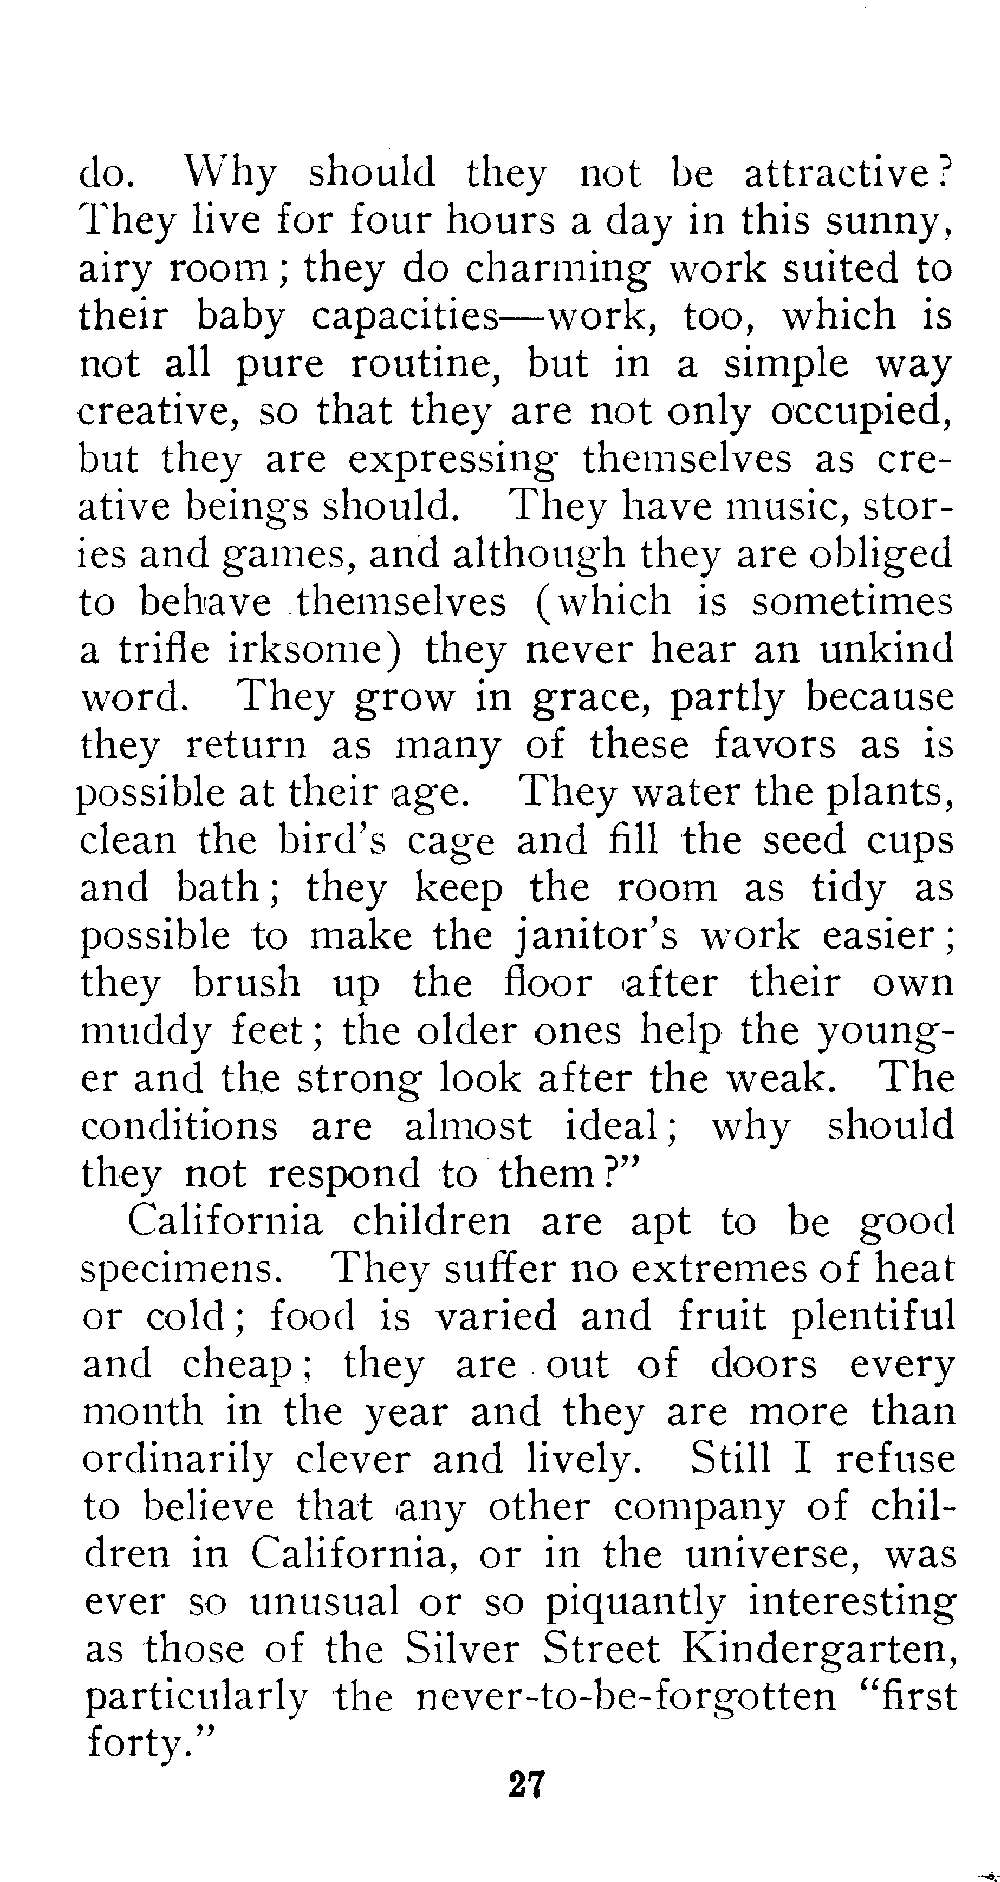 do. Why should they not be attractive?
They live for four hours a day in this sunny,
airy room; they do charming work suited to
their baby capacities—work, too, which is
not all pure routine, but in a simple way
creative, so that they are not only occupied,
but they are expressing themselves as cre-
ative beings should. They have music, stor-
ies and games, and although they are obliged
to behave themselves (which is sometimes
a trifle irksome) they never hear an unkind
word. They grow in grace, partly because
they return as many of these favors as is
possible at their age. They water the plants,
clean the bird's cage and fill the seed cups
and bath; they keep the room as tidy as
possible to make the janitor's work easier;
they brush up the floor after their own
muddy feet; the older ones help the young-
er and the strong look after the weak. The
conditions are almost ideal; why should
they not respond to them?”
California children are apt to be good
specimens. They suffer no extremes of heat
or cold; food is varied and fruit plentiful
and cheap; they are out of doors every
month in the year and they are more than
ordinarily clever and lively. Still I refuse
to believe that any other company of chil-
dren in California, or in the universe, was
ever so unusual or so piquantly interesting
as those of the Silver Street Kindergarten,
particularly the never-to-be-forgotten “first
forty.”
27